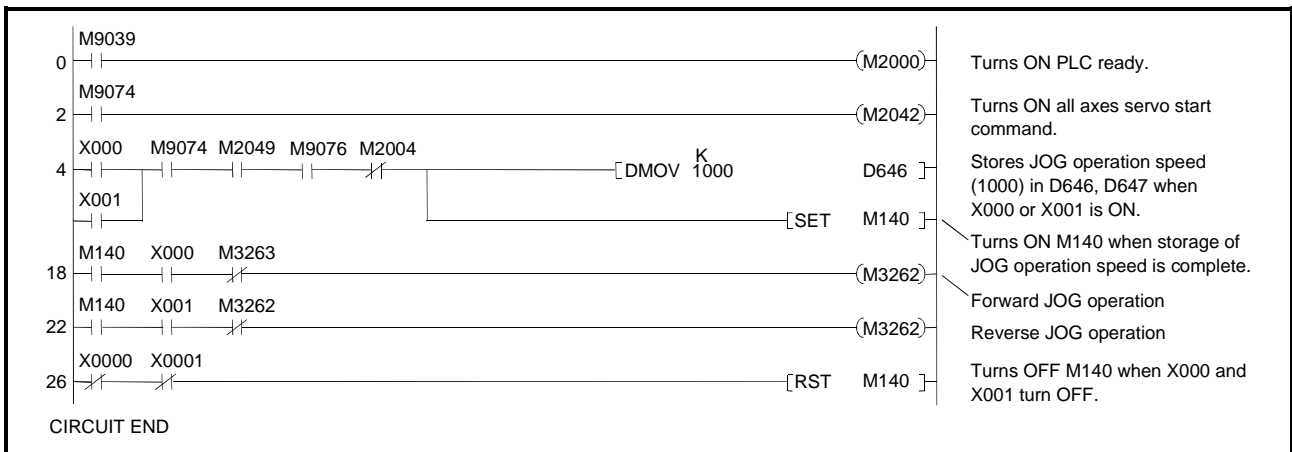 M9039
0
(M2000)
Turns ON PLC ready.
M9074
2
(M2042)
Turns ON all axes servo start
command.
X000 M9074 M2049 M9076 M2004
4
[DMOV K 1000 D646 ]
Stores JOG operation speed
(1000) in D646, D647 when
X000 or X001 is ON.
X001
[SET M140 ]
Turns ON M140 when storage of
JOG operation speed is complete.
M140 X000 M3263
18
(M3262)
Forward JOG operation
M140 X001 M3262
22
(M3262)
Reverse JOG operation
X0000 X0001
26
[RST M140 ]
Turns OFF M140 when X000 and
X001 turn OFF.
CIRCUIT END